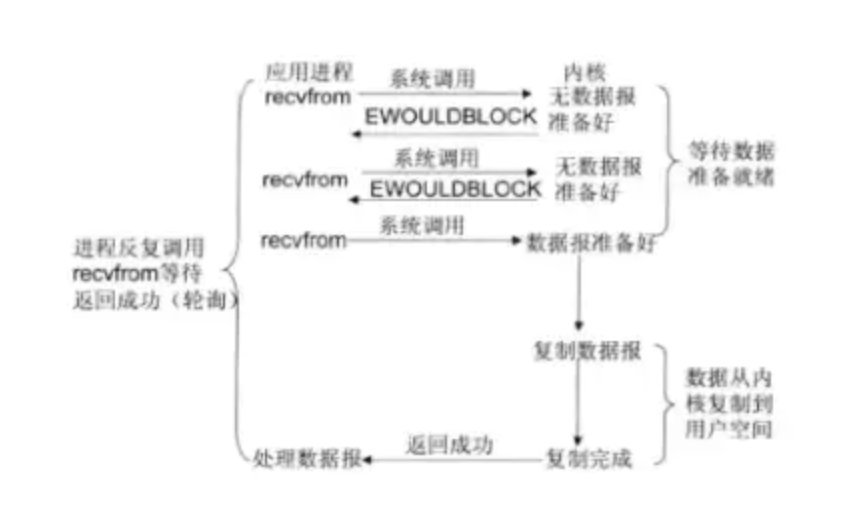 应用进程
系统调用
内核
recvfrom
无数据报
EWOULDBLOCK
准备好
系统调用
recvfrom
无数据报
EWOULDBLOCK
准备好
等待数据
准备就绪
系统调用
recvfrom
数据报准备好
进程反复调用
recvfrom等待
返回成功（轮询）
复制数据报
数据从内
核复制到
用户空间
返回成功
处理数据报
复制完成